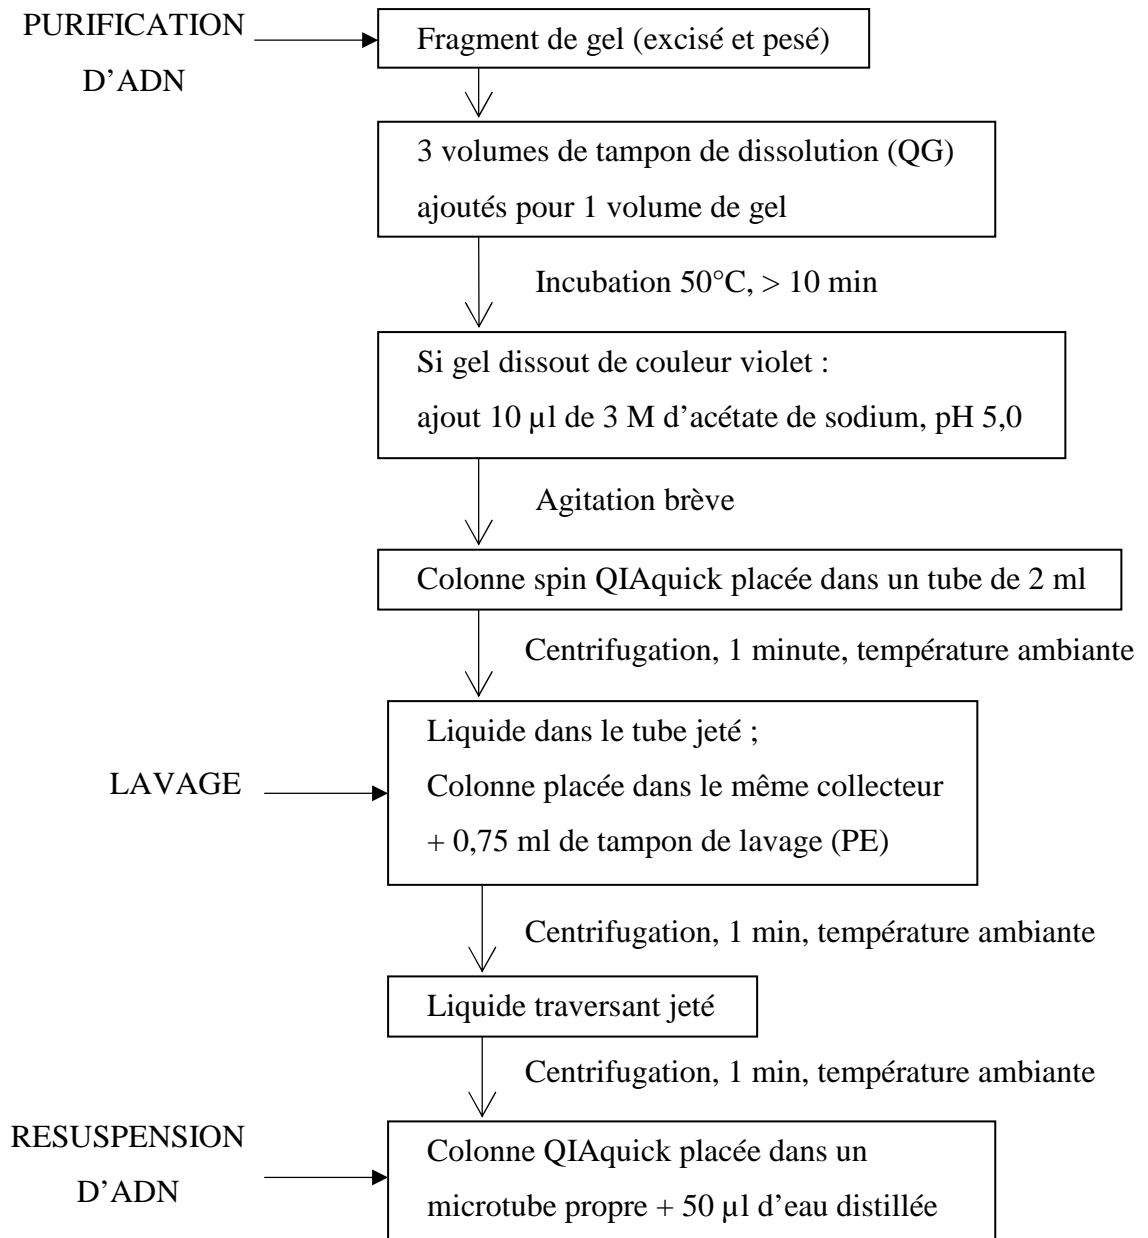 PURIFICATION
D’ADN
Fragment de gel (excisé et pesé)
3 volumes de tampon de dissolution (QG)
ajoutés pour 1 volume de gel
Incubation 50°C, > 10 min
Si gel dissout de couleur violet :
ajout 10 µl de 3 M d’acétate de sodium, pH 5,0
Agitation brève
Colonne spin QIAquick placée dans un tube de 2 ml
Centrifugation, 1 minute, température ambiante
LAVAGE
Liquide dans le tube jeté ;
Colonne placée dans le même collecteur
+ 0,75 ml de tampon de lavage (PE)
Centrifugation, 1 min, température ambiante
Liquide traversant jeté
Centrifugation, 1 min, température ambiante
RESUSPENSION
D’ADN
Colonne QIAquick placée dans un
microtube propre + 50 µl d’eau distillée